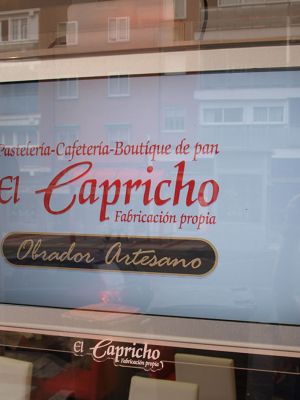 Pastelería-Cafetería-Boutique de pan
El Capricho
Fabricación propia
Obrador Artesano
El Capricho
Fabricación propia